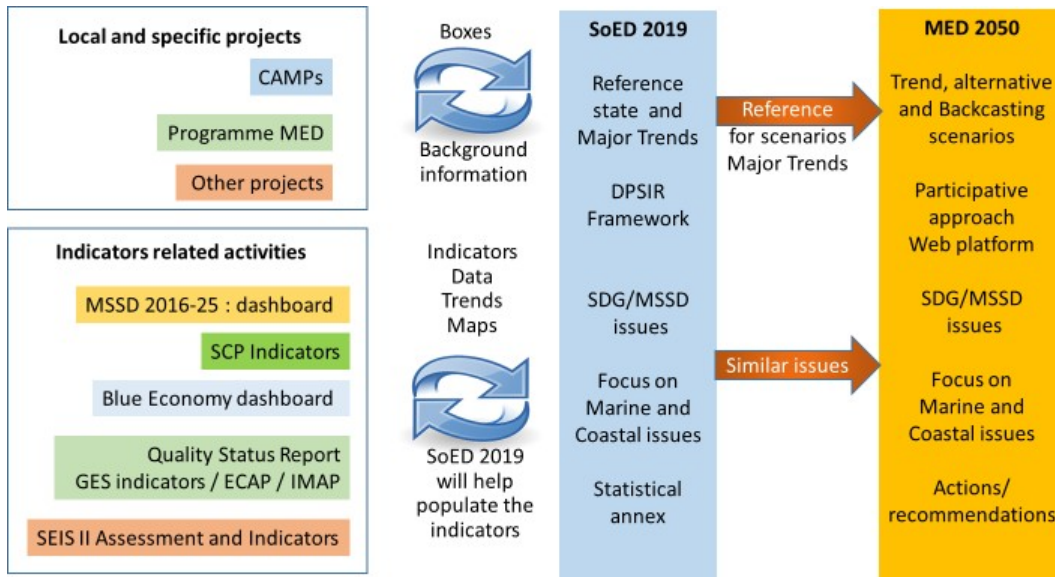 Local and specific projects
CAMPs
Programme MED
Other projects
Indicators related activities
MSSD 2016-25 : dashboard
SCP Indicators
Blue Economy dashboard
Quality Status Report
GES indicators / ECAP / IMAP
SEIS II Assessment and Indicators
Boxes
Background
information
Indicators
Data
Trends
Maps
SoED 2019
will help
populate the
indicators
SoED 2019
Reference
state and
Major Trends
DPSIR
Framework
SDG/MSSD
issues
Focus on
Marine and
Coastal issues
Statistical
annex
Reference
for scenarios
Major Trends
Similar issues
MED 2050
Trend, alternative
and Backcasting
scenarios
Participative
approach
Web platform
SDG/MSSD
issues
Focus on
Marine and
Coastal issues
Actions/
recommendations